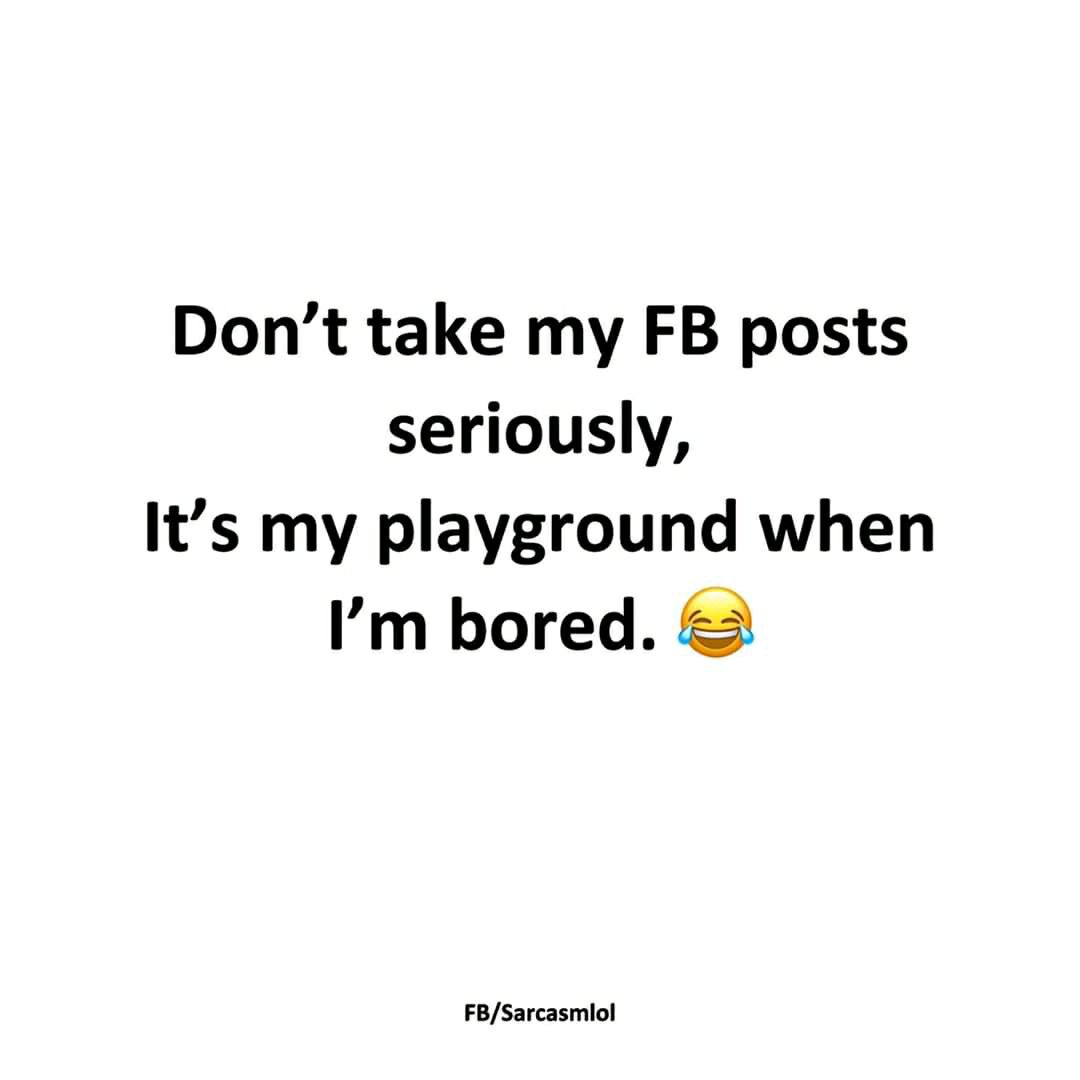 Don’t take my FB posts
seriously,
It’s my playground when
I’m bored. 😂
FB/Sarcasmlol